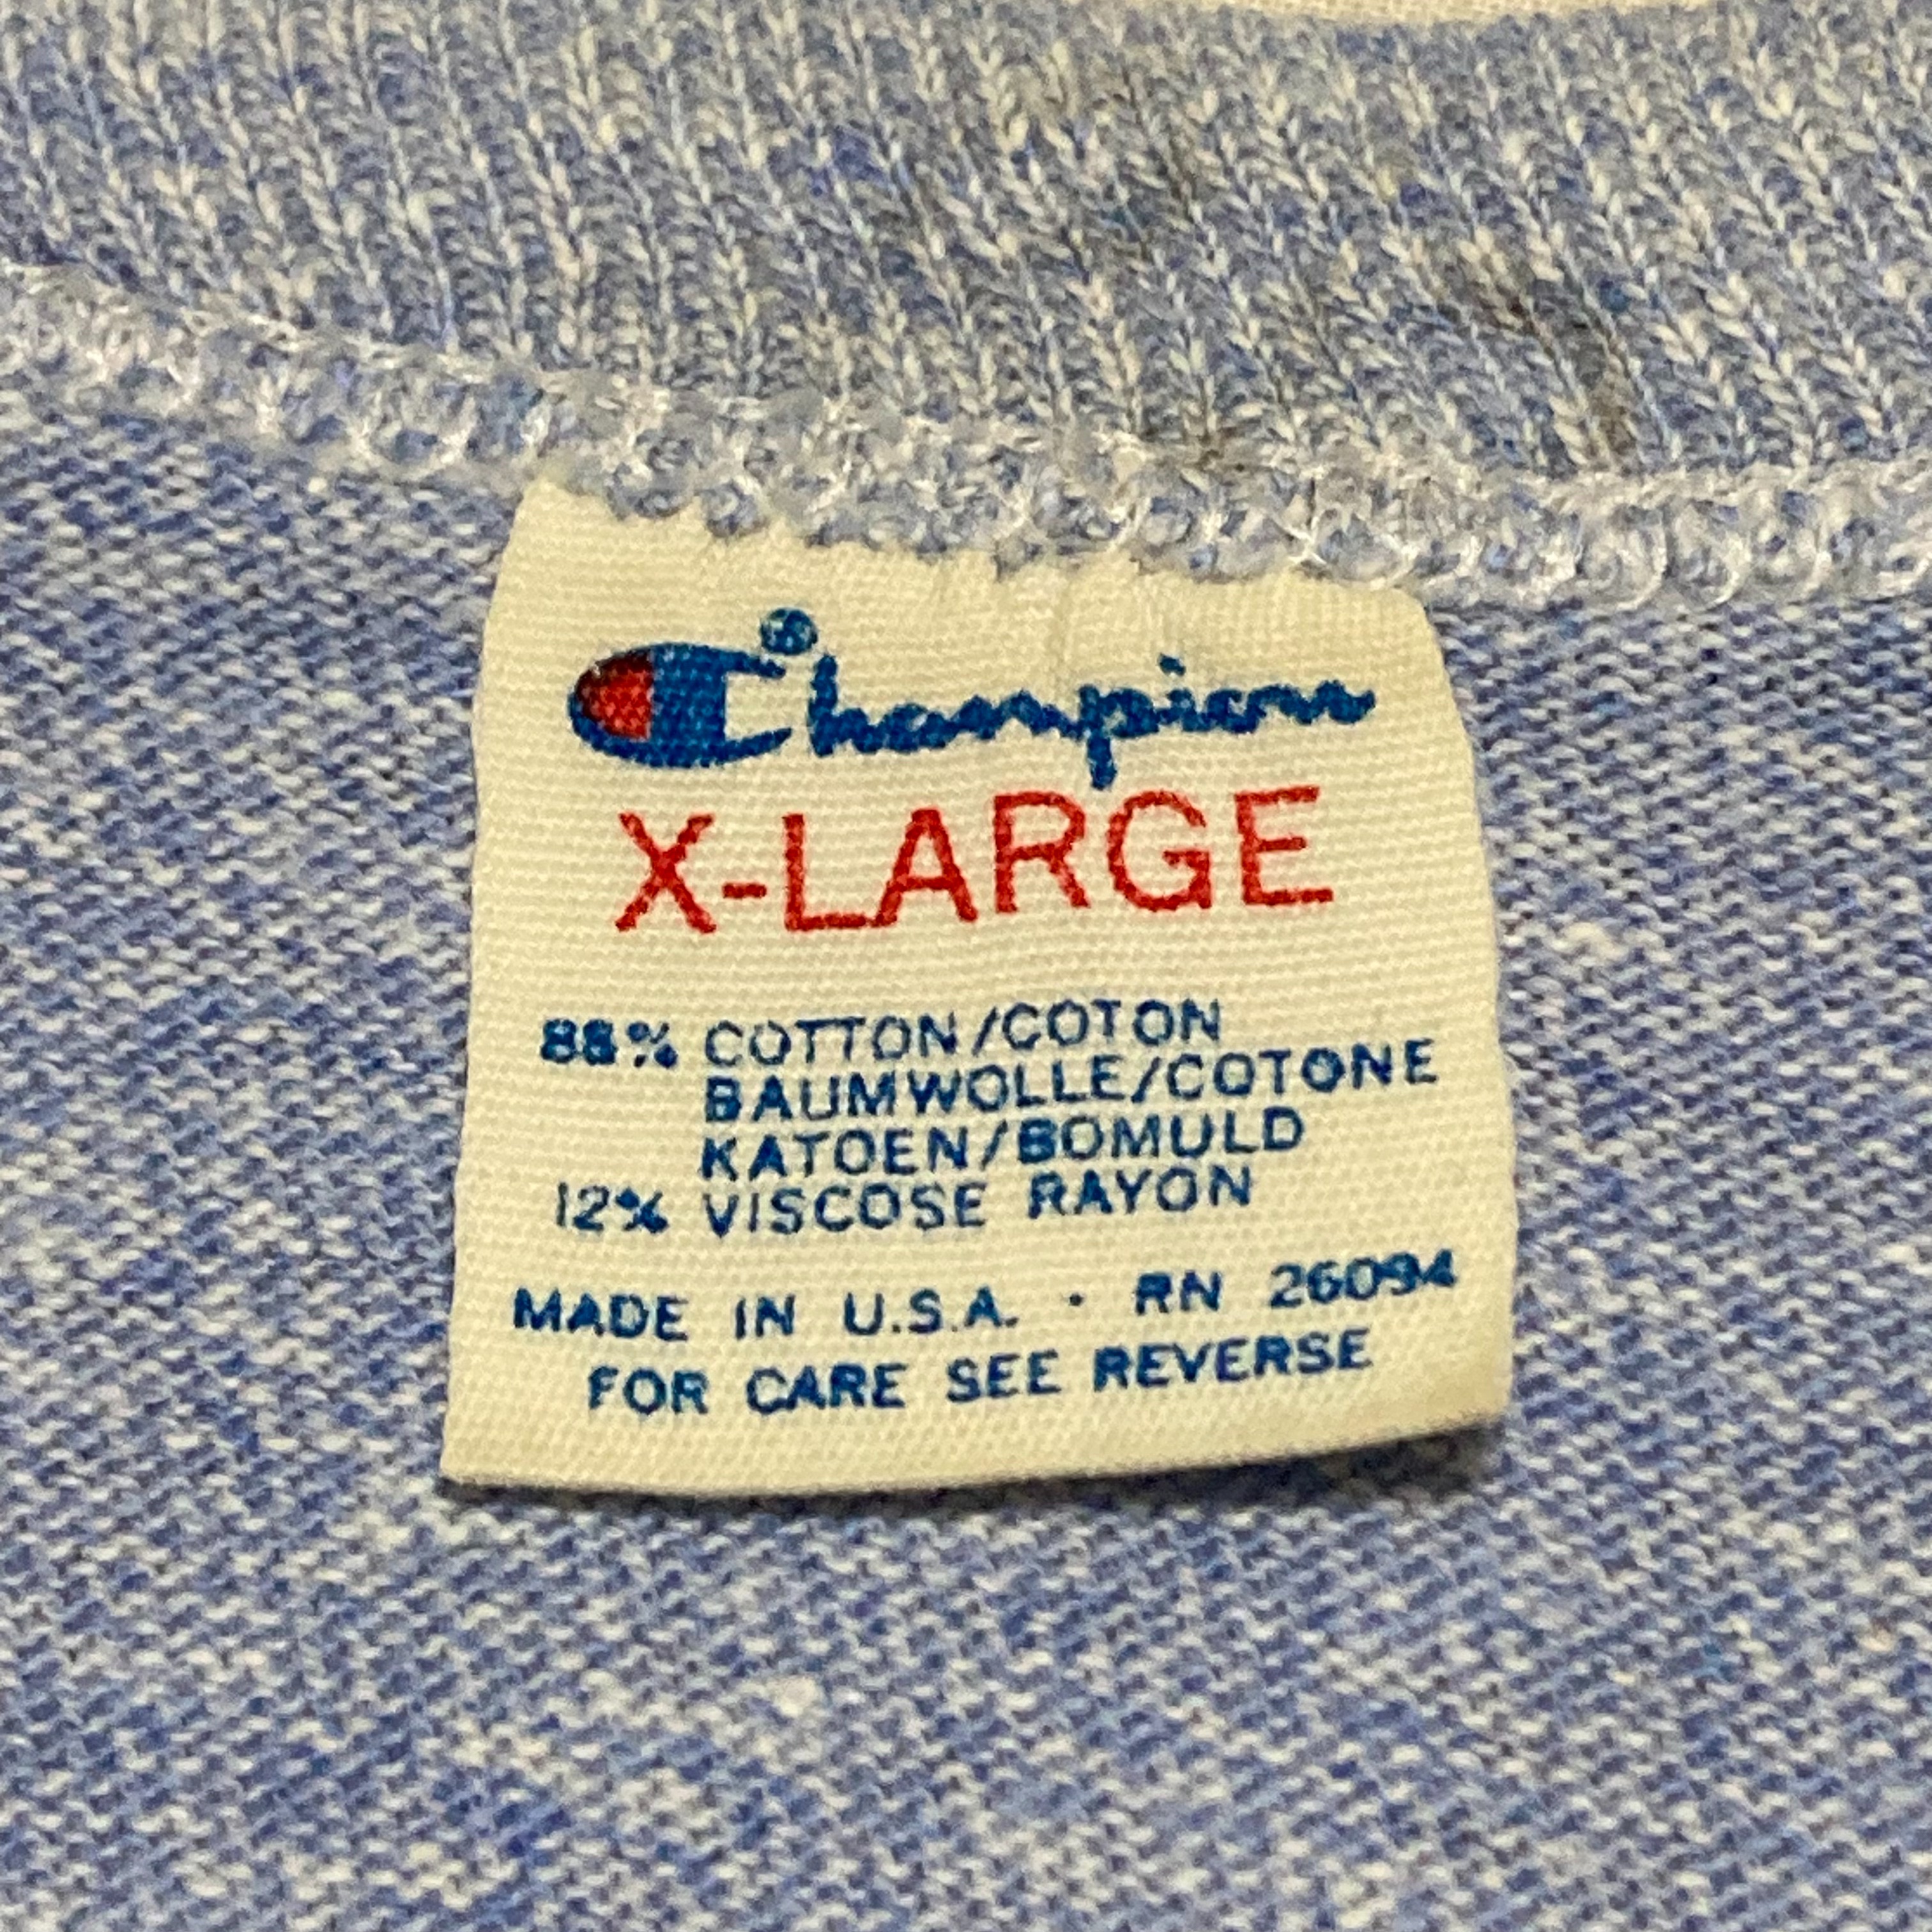 Champion®
X-LARGE
88% COTTON/COTON
BAUMWOLLE/COTONE
KATOEN/BOMULD
12% VISCOSE RAYON
MADE IN U.S.A. · RN 26094
FOR CARE SEE REVERSE